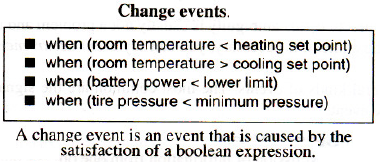 Change events.
■ when (room temperature < heating set point)
■ when (room temperature > cooling set point)
■ when (battery power < lower limit)
■ when (tire pressure < minimum pressure)
A change event is an event that is caused by the
satisfaction of a boolean expression.